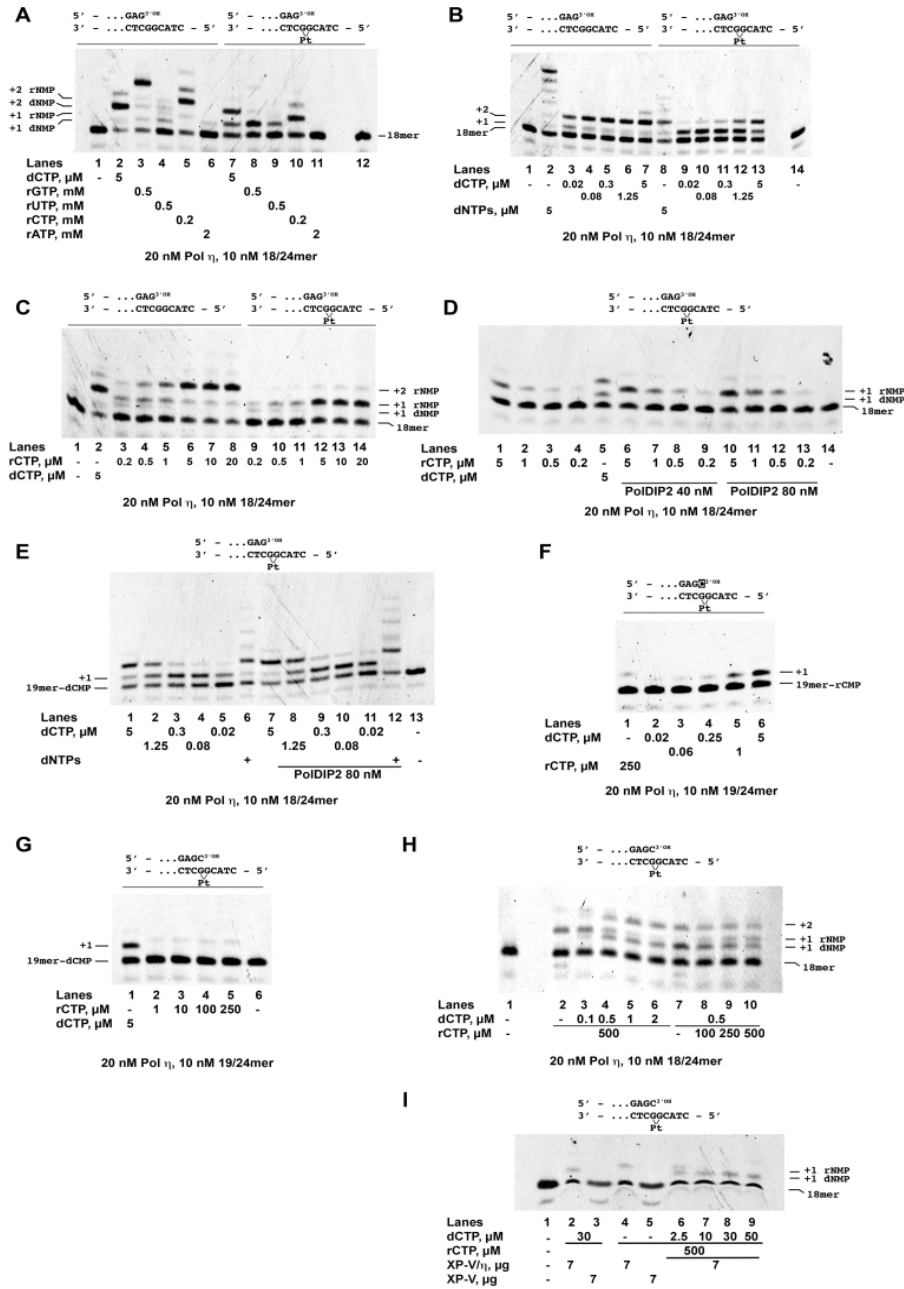 A
5′ – ...GAG3′OH
3′ – ...CTCGGCATC – 5′
5′ – ...GAG3′OH
3′ – ...CTCGGCATC – 5′
Pt
+2 rNMP
+2 dNMP
+1 rNMP
+1 dNMP
18mer
Lanes 1 2 3 4 5 6 7 8 9 10 11 12
dCTP, µM - 5 5
rGTP, mM 0.5 0.5
rUTP, mM 0.5 0.5
rCTP, mM 0.2 0.2
rATP, mM 2 2
20 nM Pol η, 10 nM 18/24mer
B
5′ – ...GAG3′OH
3′ – ...CTCGGCATC – 5′
5′ – ...GAG3′OH
3′ – ...CTCGGCATC – 5′
Pt
+2
+1
18mer
Lanes 1 2 3 4 5 6 7 8 9 10 11 12 13 14
dCTP, µM - 0.02 0.3 5 0.02 0.3 5 -
0.08 1.25 0.08 1.25
dNTPs, µM 5 5
20 nM Pol η, 10 nM 18/24mer
C
5′ – ...GAG3′OH
3′ – ...CTCGGCATC – 5′
5′ – ...GAG3′OH
3′ – ...CTCGGCATC – 5′
Pt
+2 rNMP
+1 rNMP
+1 dNMP
18mer
Lanes 1 2 3 4 5 6 7 8 9 10 11 12 13 14
rCTP, µM - 0.2 0.5 1 5 10 20 0.2 0.5 1 5 10 20
dCTP, µM 5
20 nM Pol η, 10 nM 18/24mer
D
5′ – ...GAG3′OH
3′ – ...CTCGGCATC – 5′
Pt
+1 rNMP
+1 dNMP
18mer
Lanes 1 2 3 4 5 6 7 8 9 10 11 12 13 14
rCTP, µM 5 1 0.5 0.2 5 1 0.5 0.2 5 1 0.5 0.2 -
dCTP, µM 5
PolDIP2 40 nM PolDIP2 80 nM
20 nM Pol η, 10 nM 18/24mer
E
5′ – ...GAG3′OH
3′ – ...CTCGGCATC – 5′
Pt
+1
19mer-dCMP
Lanes 1 2 3 4 5 6 7 8 9 10 11 12 13
dCTP, µM 5 0.3 0.02 5 0.3 0.02 -
1.25 0.08 1.25 0.08
dNTPs + + -
PolDIP2 80 nM
20 nM Pol η, 10 nM 18/24mer
F
5′ – ...GAGC3′OH
3′ – ...CTCGGCATC – 5′
Pt
+1
19mer-rCMP
Lanes 1 2 3 4 5 6
dCTP, µM - 0.02 0.25 5
0.06 1
rCTP, µM 250
20 nM Pol η, 10 nM 19/24mer
G
5′ – ...GAGC3′OH
3′ – ...CTCGGCATC – 5′
Pt
+1
19mer-dCMP
Lanes 1 2 3 4 5 6
rCTP, µM - 1 10 100 250 -
dCTP, µM 5
20 nM Pol η, 10 nM 19/24mer
H
5′ – ...GAGC3′OH
3′ – ...CTCGGCATC – 5′
Pt
+2
+1 rNMP
+1 dNMP
18mer
Lanes 1 2 3 4 5 6 7 8 9 10
dCTP, µM - - 0.1 0.5 1 2 0.5
rCTP, µM - 500 - 100 250 500
20 nM Pol η, 10 nM 18/24mer
I
5′ – ...GAGC3′OH
3′ – ...CTCGGCATC – 5′
Pt
+1 rNMP
+1 dNMP
18mer
Lanes 1 2 3 4 5 6 7 8 9
dCTP, µM - 30 - - 2.5 10 30 50
rCTP, µM - 500
XP-V/η, µg - 7 7 7
XP-V, µg - 7 7